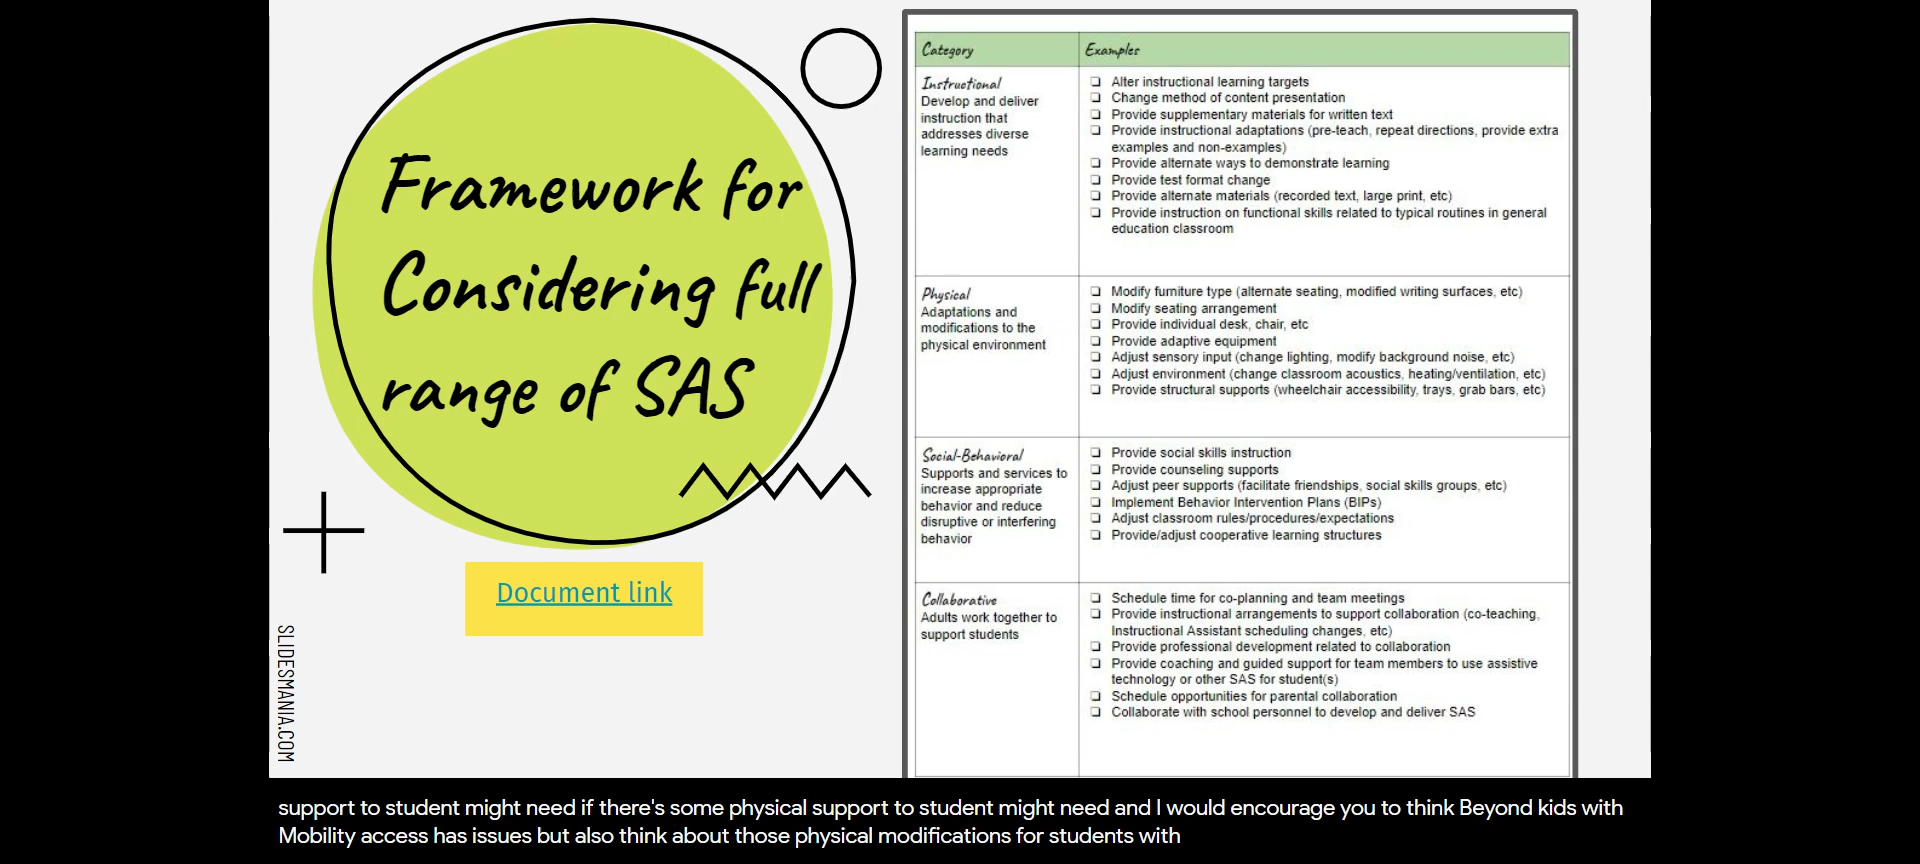 Framework for
Considering full
range of SAS
Document link
SLIDESMANIA.COM
Category Examples
Instructional
Develop and deliver
instruction that
addresses diverse
learning needs
❏ Alter instructional learning targets
❏ Change method of content presentation
❏ Provide supplementary materials for written text
❏ Provide instructional adaptations (pre-teach, repeat directions, provide extra
examples and non-examples)
❏ Provide alternate ways to demonstrate learning
❏ Provide test format change
❏ Provide alternate materials (recorded text, large print, etc)
❏ Provide instruction on functional skills related to typical routines in general
education classroom
Physical
Adaptations and
modifications to the
physical environment
❏ Modify furniture type (alternate seating, modified writing surfaces, etc)
❏ Modify seating arrangement
❏ Provide individual desk, chair, etc
❏ Provide adaptive equipment
❏ Adjust sensory input (change lighting, modify background noise, etc)
❏ Adjust environment (change classroom acoustics, heating/ventilation, etc)
❏ Provide structural supports (wheelchair accessibility, trays, grab bars, etc)
Social-Behavioral
Supports and services to
increase appropriate
behavior and reduce
disruptive or interfering
behavior
❏ Provide social skills instruction
❏ Provide counseling supports
❏ Adjust peer supports (facilitate friendships, social skills groups, etc)
❏ Implement Behavior Intervention Plans (BIPs)
❏ Adjust classroom rules/procedures/expectations
❏ Provide/adjust cooperative learning structures
Collaborative
Adults work together to
support students
❏ Schedule time for co-planning and team meetings
❏ Provide instructional arrangements to support collaboration (co-teaching,
Instructional Assistant scheduling changes, etc)
❏ Provide professional development related to collaboration
❏ Provide coaching and guided support for team members to use assistive
technology or other SAS for student(s)
❏ Schedule opportunities for parental collaboration
❏ Collaborate with school personnel to develop and deliver SAS
support to student might need if there's some physical support to student might need and I would encourage you to think Beyond kids with
Mobility access has issues but also think about those physical modifications for students with